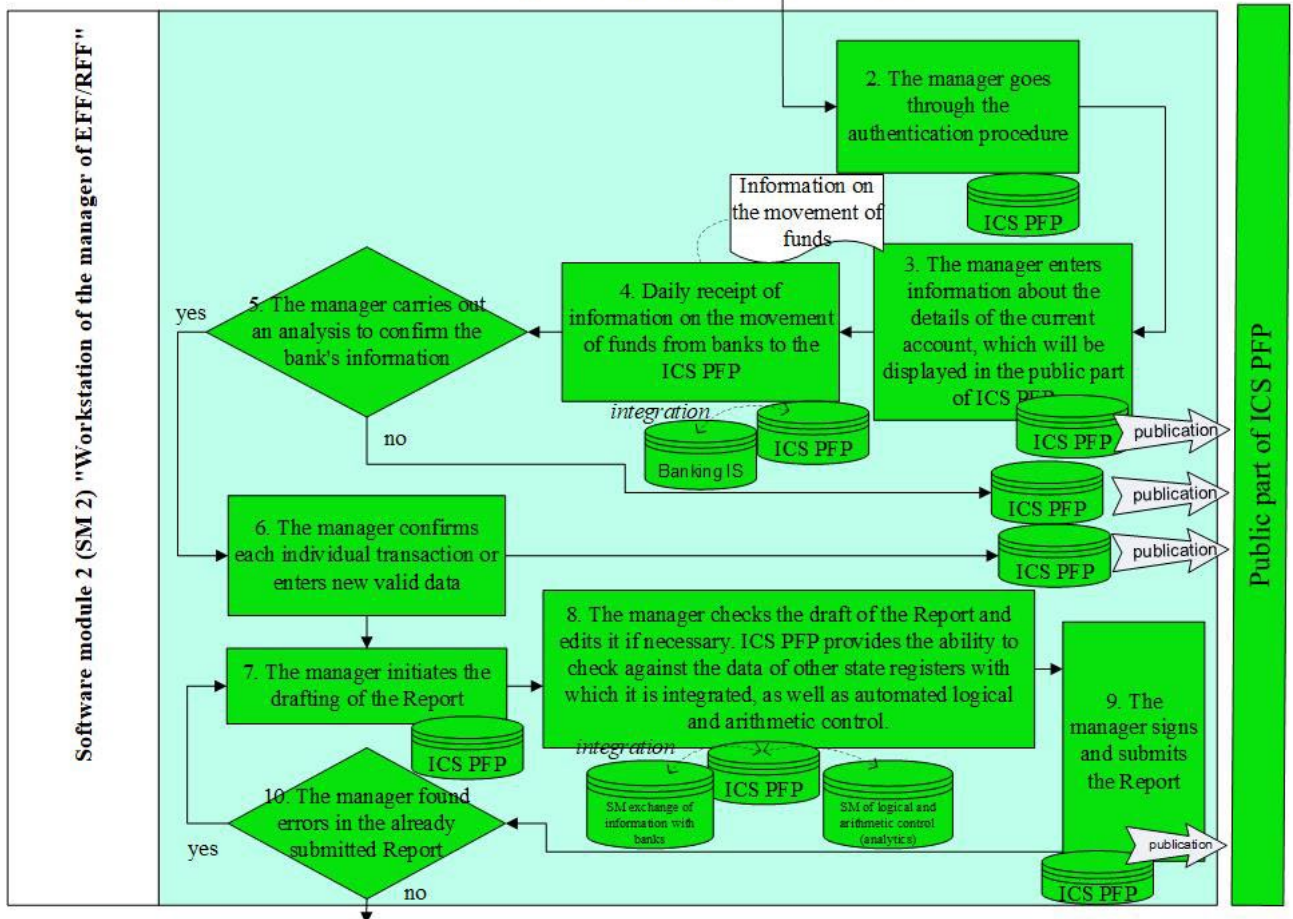 Software module 2 (SM 2) "Workstation of the manager of EFF/RFF"
2. The manager goes
through the
authentication procedure
ICS PFP
Information on
the movement of
funds
3. The manager enters
information about the
details of the current
account, which will be
displayed in the public part
of ICS PFP
ICS PFP
publication
4. Daily receipt of
information on the movement
of funds from banks to the
ICS PFP
integration
ICS PFP
Banking IS
5. The manager carries out
an analysis to confirm the
bank's information
yes
no
ICS PFP
publication
6. The manager confirms
each individual transaction or
enters new valid data
ICS PFP
publication
7. The manager initiates the
drafting of the Report
ICS PFP
8. The manager checks the draft of the Report and
edits it if necessary. ICS PFP provides the ability to
check against the data of other state registers with
which it is integrated, as well as automated logical
and arithmetic control.
integration
ICS PFP
SM exchange of
information with
banks
SM of logical and
arithmetic control
(analytics)
9. The
manager signs
and submits
the Report
ICS PFP
publication
10. The manager found
errors in the already
submitted Report
yes
no
Public part of ICS PFP